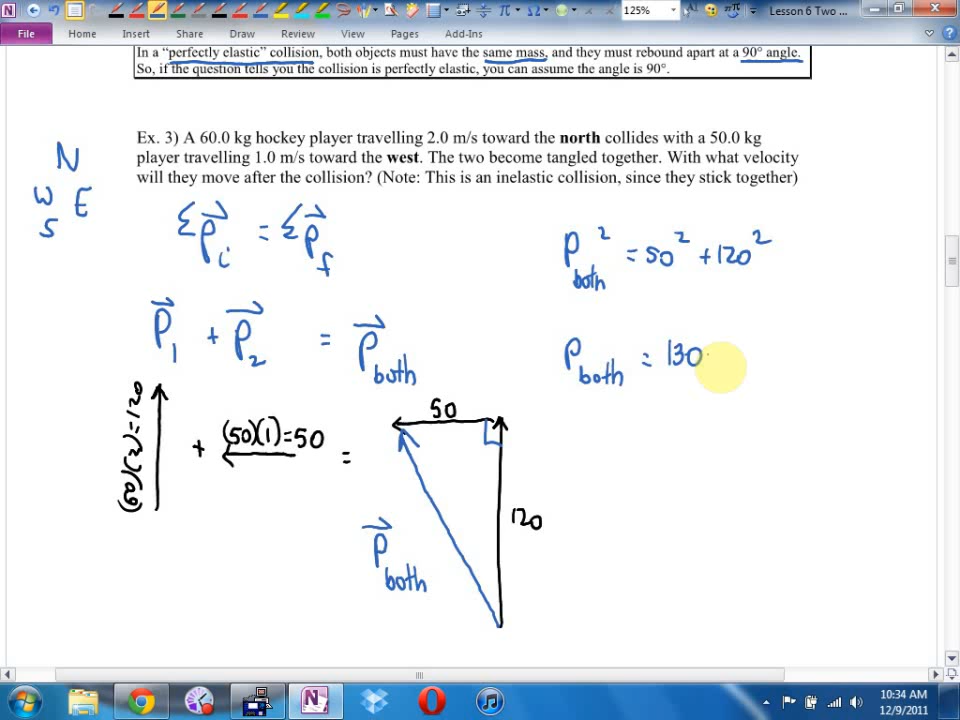 125%
Lesson 6 Two ...
File Home Insert Share Draw Review View Pages Add-Ins
In a “perfectly elastic” collision, both objects must have the same mass, and they must rebound apart at a 90° angle.
So, if the question tells you the collision is perfectly elastic, you can assume the angle is 90°.
Ex. 3) A 60.0 kg hockey player travelling 2.0 m/s toward the north collides with a 50.0 kg
player travelling 1.0 m/s toward the west. The two become tangled together. With what velocity
will they move after the collision? (Note: This is an inelastic collision, since they stick together)
N
W E
S
Σp⃗i = Σp⃗f
p⃗1 + p⃗2 = p⃗both
(60)(2)=120
+ (50)(1)=50 =
50
120
p⃗both
Pboth² = 50² + 120²
Pboth = 130
10:34 AM
12/9/2011